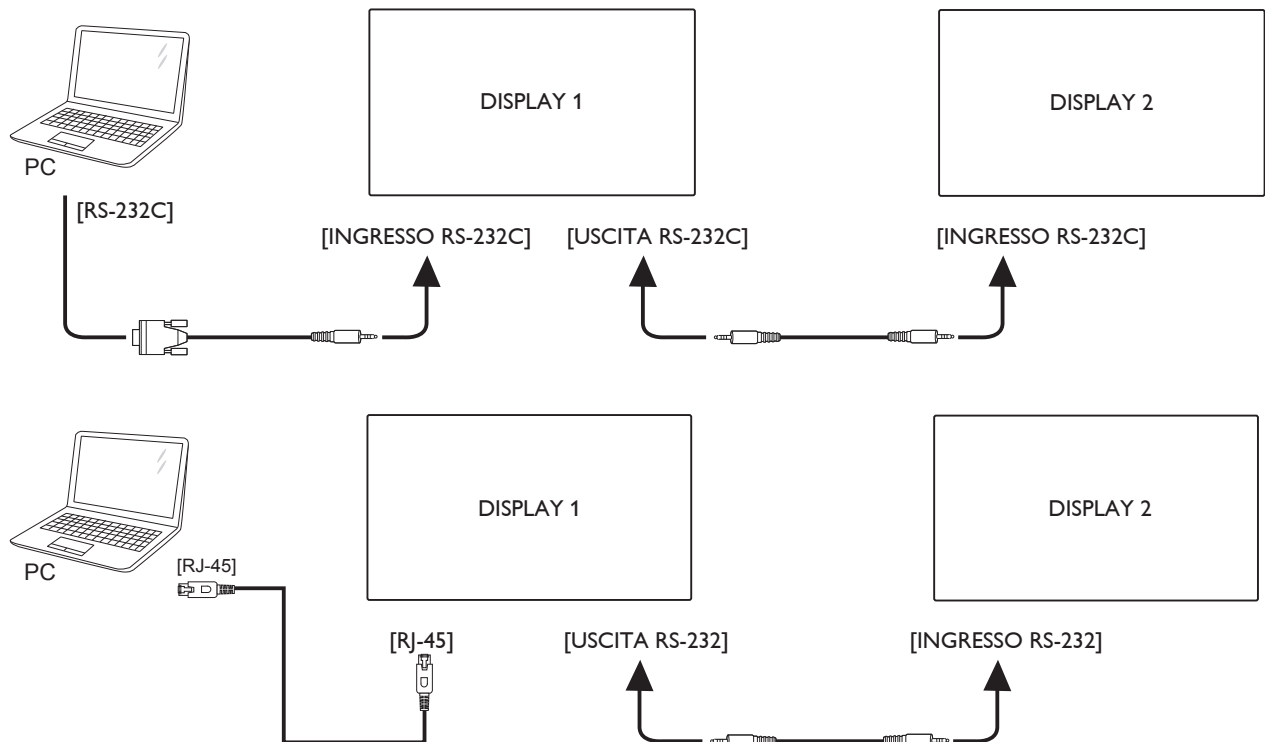 DISPLAY 1
DISPLAY 2
PC
[RS-232C]
[INGRESSO RS-232C]
[USCITA RS-232C]
[INGRESSO RS-232C]
DISPLAY 1
DISPLAY 2
PC
[RJ-45]
[RJ-45]
[USCITA RS-232]
[INGRESSO RS-232]